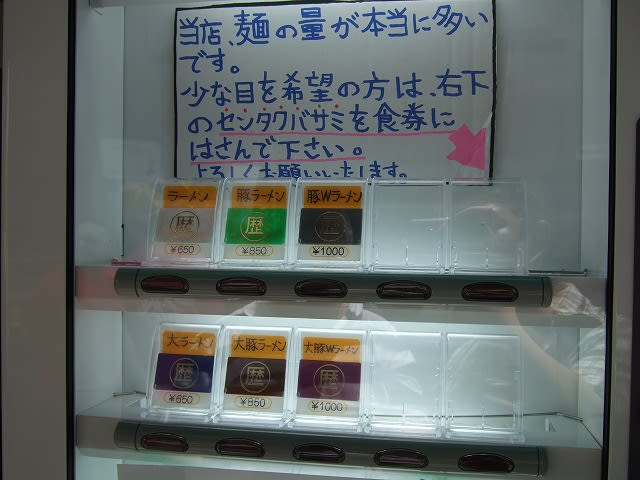 当店、麺の量が本当に多い
です。
少な目を希望の方は、右下
のセンタクバサミを食券に
はさんで下さい。
よろしくお願いいたします。
ラーメン 豚ラーメン 豚Wラーメン
歴 歴 歴
¥650 ¥850 ¥1000
大ラーメン 大豚ラーメン 大豚Wラーメン
歴 歴 歴
¥650 ¥850 ¥1000